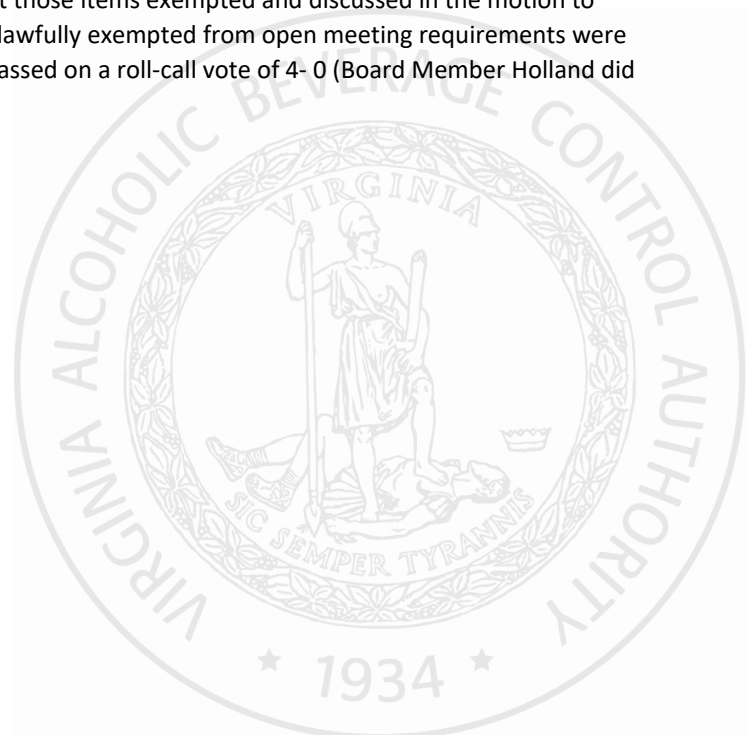 t those items exempted and discussed in the motion to
lawfully exempted from open meeting requirements were
assed on a roll-call vote of 4- 0 (Board Member Holland did
VIRGINIA ALCOHOLIC BEVERAGE CONTROL AUTHORITY
VIRGINIA
SIC SEMPER TYRANNIS
* 1934 *